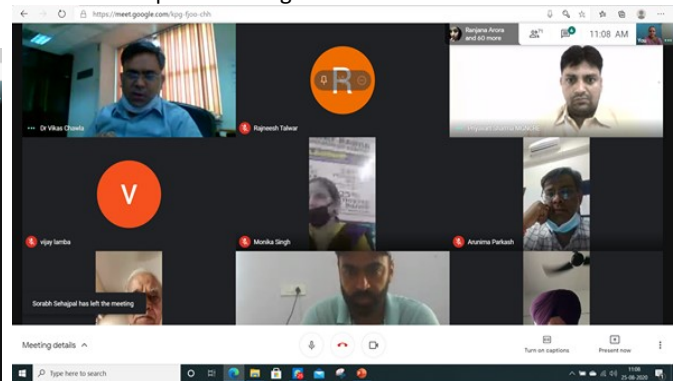 https://meet.google.com/kpg-fjoo-chh
Ranjana Arora
and 60 more
71
11:08 AM
You
R
Dr Vikas Chawla
Rajneesh Talwar
V
vijay lamba
Monika Singh
Arunima Parkash
Sorabh Sehajpal has left the meeting
Meeting details
Turn on captions
Present now
Type here to search
11:08
25-08-2020